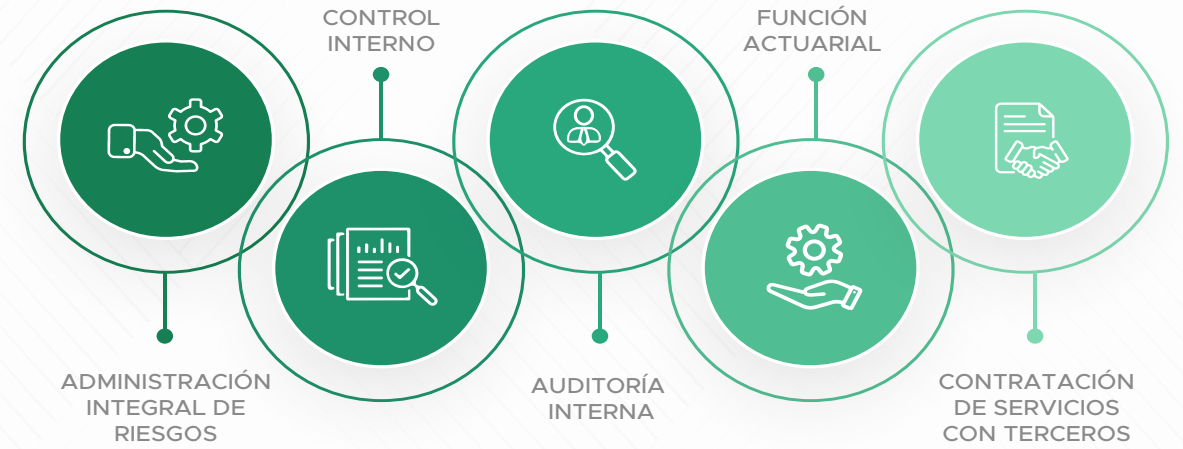 ADMINISTRACIÓN
INTEGRAL DE
RIESGOS
CONTROL
INTERNO
AUDITORÍA
INTERNA
FUNCIÓN
ACTUARIAL
CONTRATACIÓN
DE SERVICIOS
CON TERCEROS